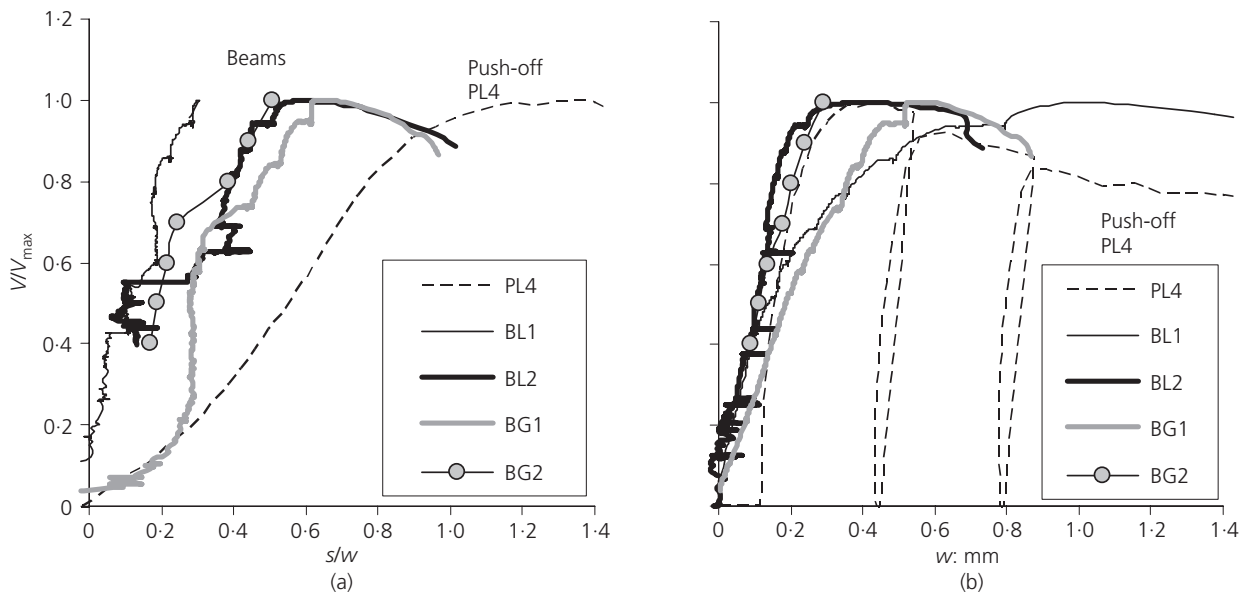 1·2
1·0
0·8
0·6
0·4
0·2
0
V/Vmax
Beams
Push-off
PL4
PL4
BL1
BL2
BG1
BG2
0 0·2 0·4 0·6 0·8 1·0 1·2 1·4
s/w
(a)
Push-off
PL4
PL4
BL1
BL2
BG1
BG2
0 0·2 0·4 0·6 0·8 1·0 1·2 1·4
w: mm
(b)